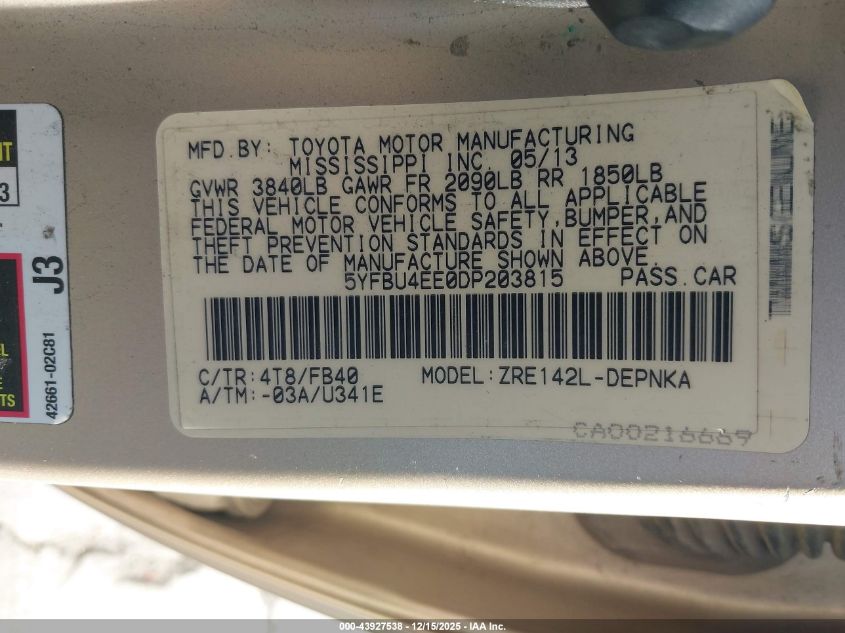 MFD.BY: TOYOTA MOTOR MANUFACTURING
MISSISSIPPI INC. 05/13
GVWR 3840LB GAWR FR 2090LB RR 1850LB
THIS VEHICLE CONFORMS TO ALL APPLICABLE
FEDERAL MOTOR VEHICLE SAFETY,BUMPER,AND
THEFT PREVENTION STANDARDS IN EFFECT ON
THE DATE OF MANUFACTURE SHOWN ABOVE.
5YFBU4EE0DP203815 PASS.CAR
C/TR:4T8/FB40 MODEL:ZRE142L-DEPNKA
A/TM:-03A/U341E
CA00216669
J3
42661-02C81
3
000-43927538 - 12/15/2025 - IAA Inc.